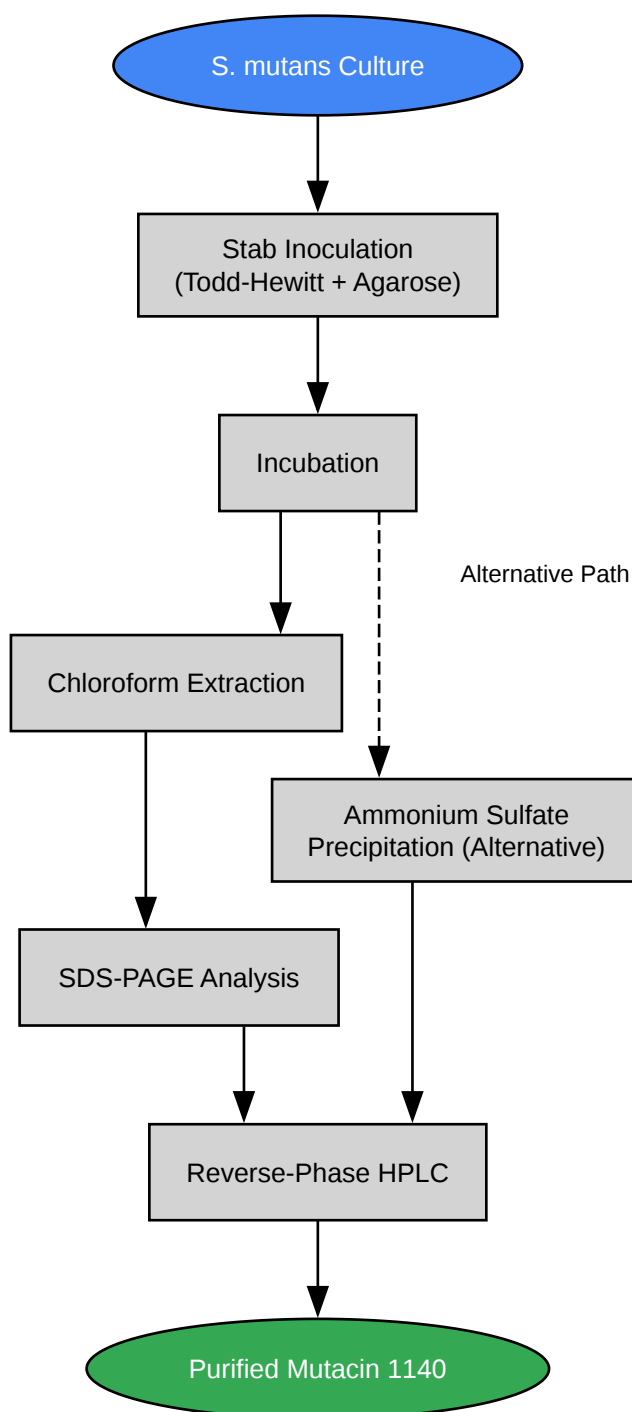 S. mutans Culture
Stab Inoculation
(Todd-Hewitt + Agarose)
Incubation
Alternative Path
Chloroform Extraction
Ammonium Sulfate
Precipitation (Alternative)
SDS-PAGE Analysis
Reverse-Phase HPLC
Purified Mutacin 1140